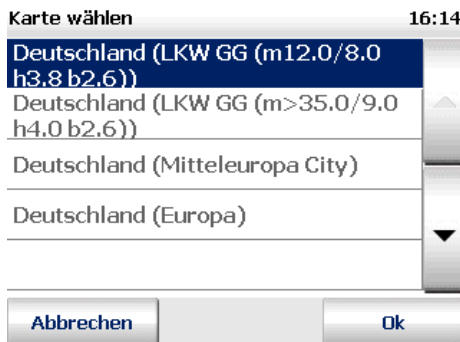 Karte wählen 16:14
Deutschland (LKW GG (m12.0/8.0
h3.8 b2.6))
Deutschland (LKW GG (m>35.0/9.0
h4.0 b2.6))
Deutschland (Mitteleuropa City)
Deutschland (Europa)
Abbrechen Ok